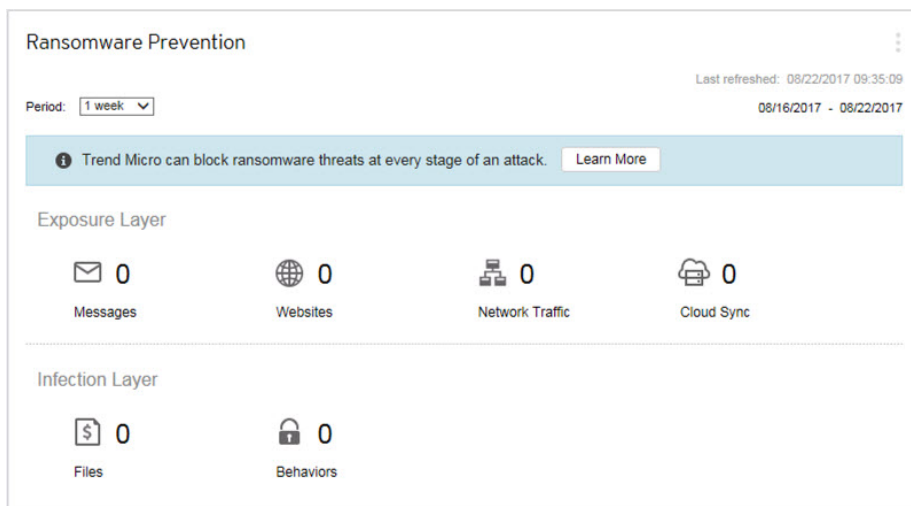 Ransomware Prevention
Last refreshed: 08/22/2017 09:35:09
Period: 1 week 08/16/2017 - 08/22/2017
Trend Micro can block ransomware threats at every stage of an attack. Learn More
Exposure Layer
0 0 0 0
Messages Websites Network Traffic Cloud Sync
Infection Layer
$ 0 0
Files Behaviors